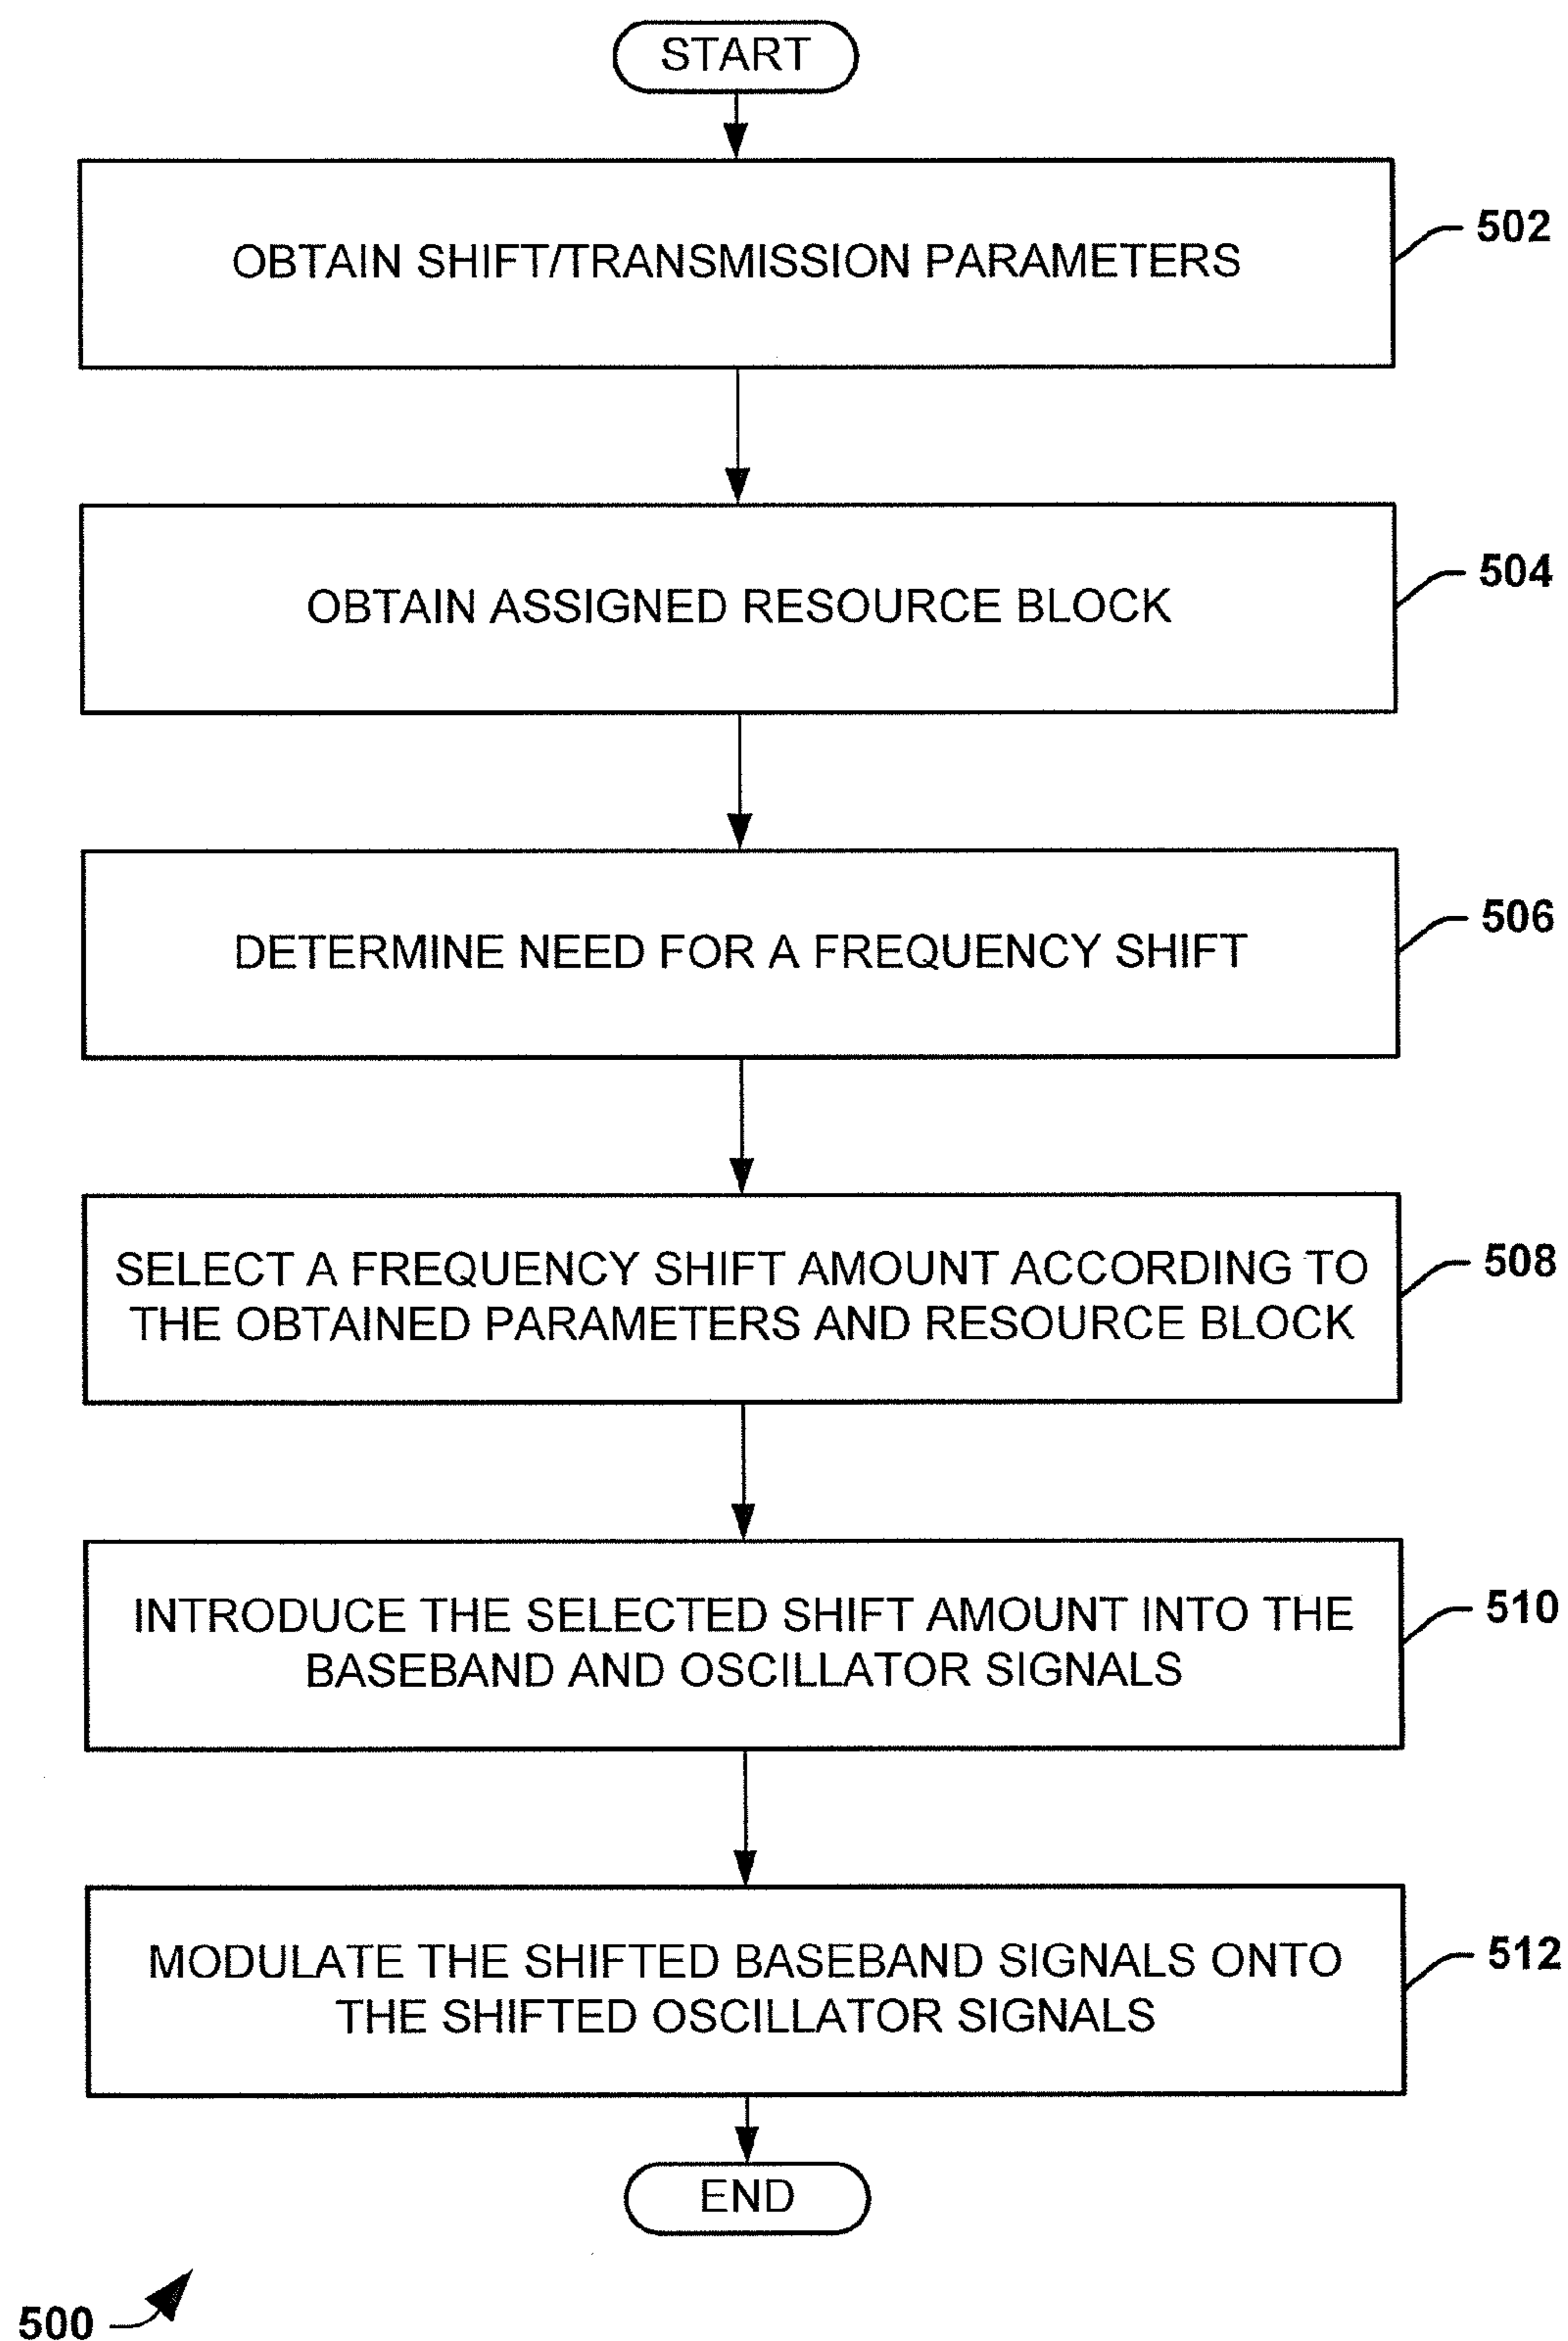 START
OBTAIN SHIFT/TRANSMISSION PARAMETERS
502
OBTAIN ASSIGNED RESOURCE BLOCK
504
DETERMINE NEED FOR A FREQUENCY SHIFT
506
SELECT A FREQUENCY SHIFT AMOUNT ACCORDING TO
THE OBTAINED PARAMETERS AND RESOURCE BLOCK
508
INTRODUCE THE SELECTED SHIFT AMOUNT INTO THE
BASEBAND AND OSCILLATOR SIGNALS
510
MODULATE THE SHIFTED BASEBAND SIGNALS ONTO
THE SHIFTED OSCILLATOR SIGNALS
512
END
500